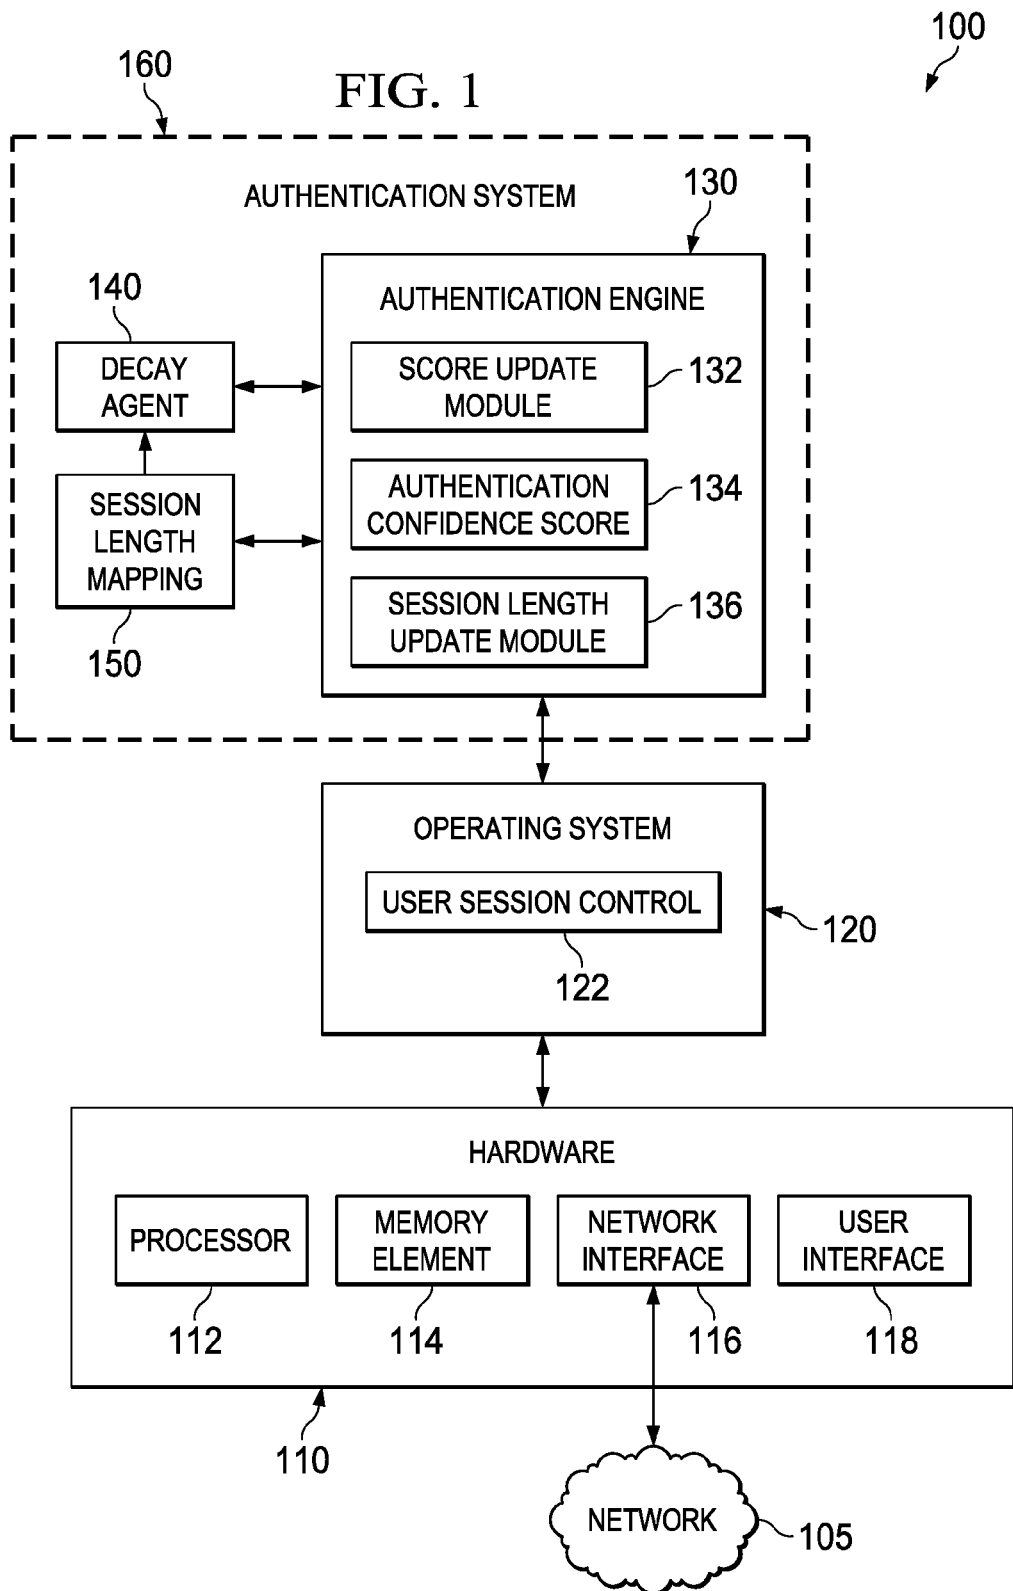 100
160
FIG. 1
AUTHENTICATION SYSTEM
130
AUTHENTICATION ENGINE
140
DECAY
AGENT
SCORE UPDATE
MODULE
132
SESSION
LENGTH
MAPPING
150
AUTHENTICATION
CONFIDENCE SCORE
134
SESSION LENGTH
UPDATE MODULE
136
OPERATING SYSTEM
USER SESSION CONTROL
122
120
HARDWARE
PROCESSOR
112
MEMORY
ELEMENT
114
NETWORK
INTERFACE
116
USER
INTERFACE
118
110
NETWORK
105